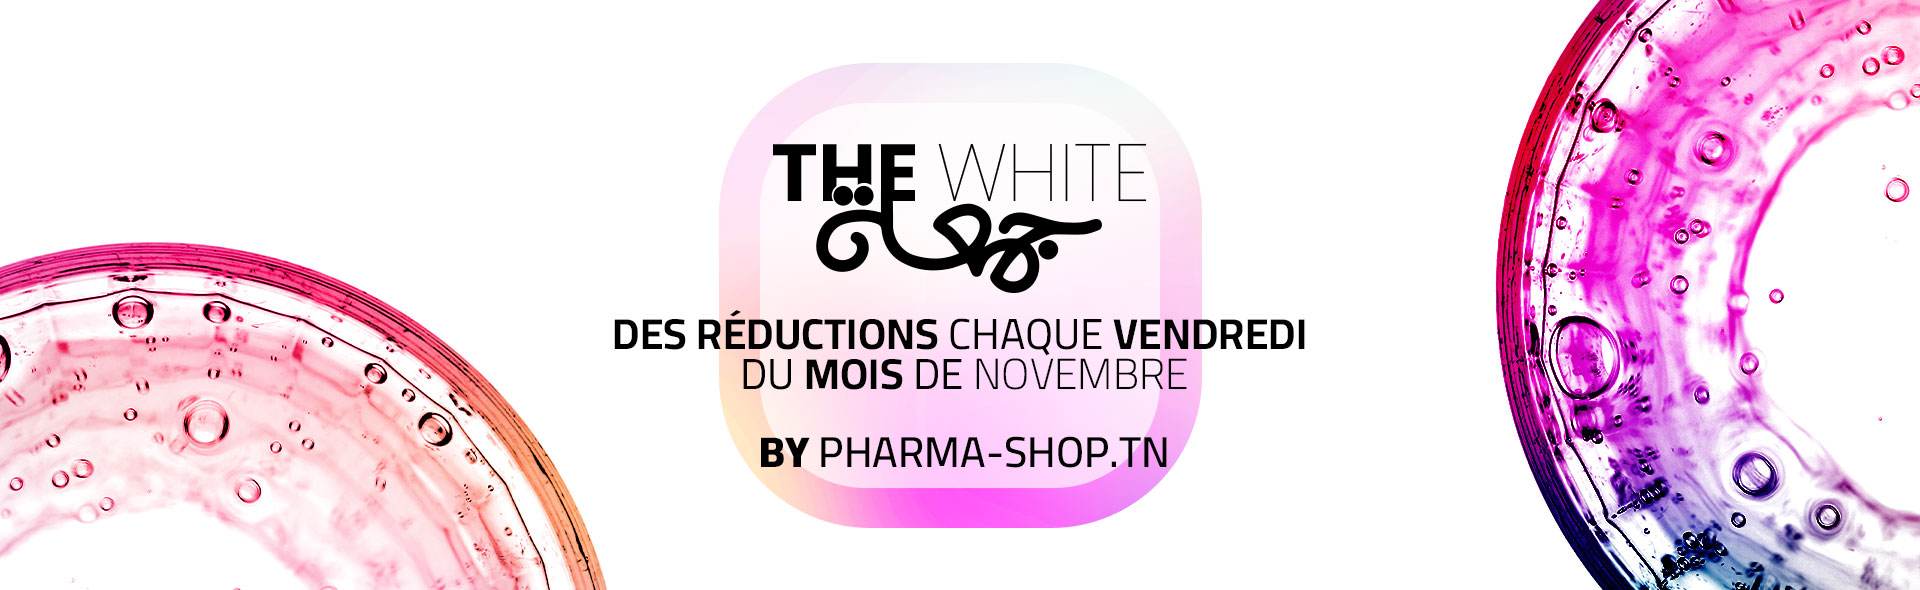 THE WHITE
جمعة
DES RÉDUCTIONS CHAQUE VENDREDI
DU MOIS DE NOVEMBRE
BY PHARMA-SHOP.TN